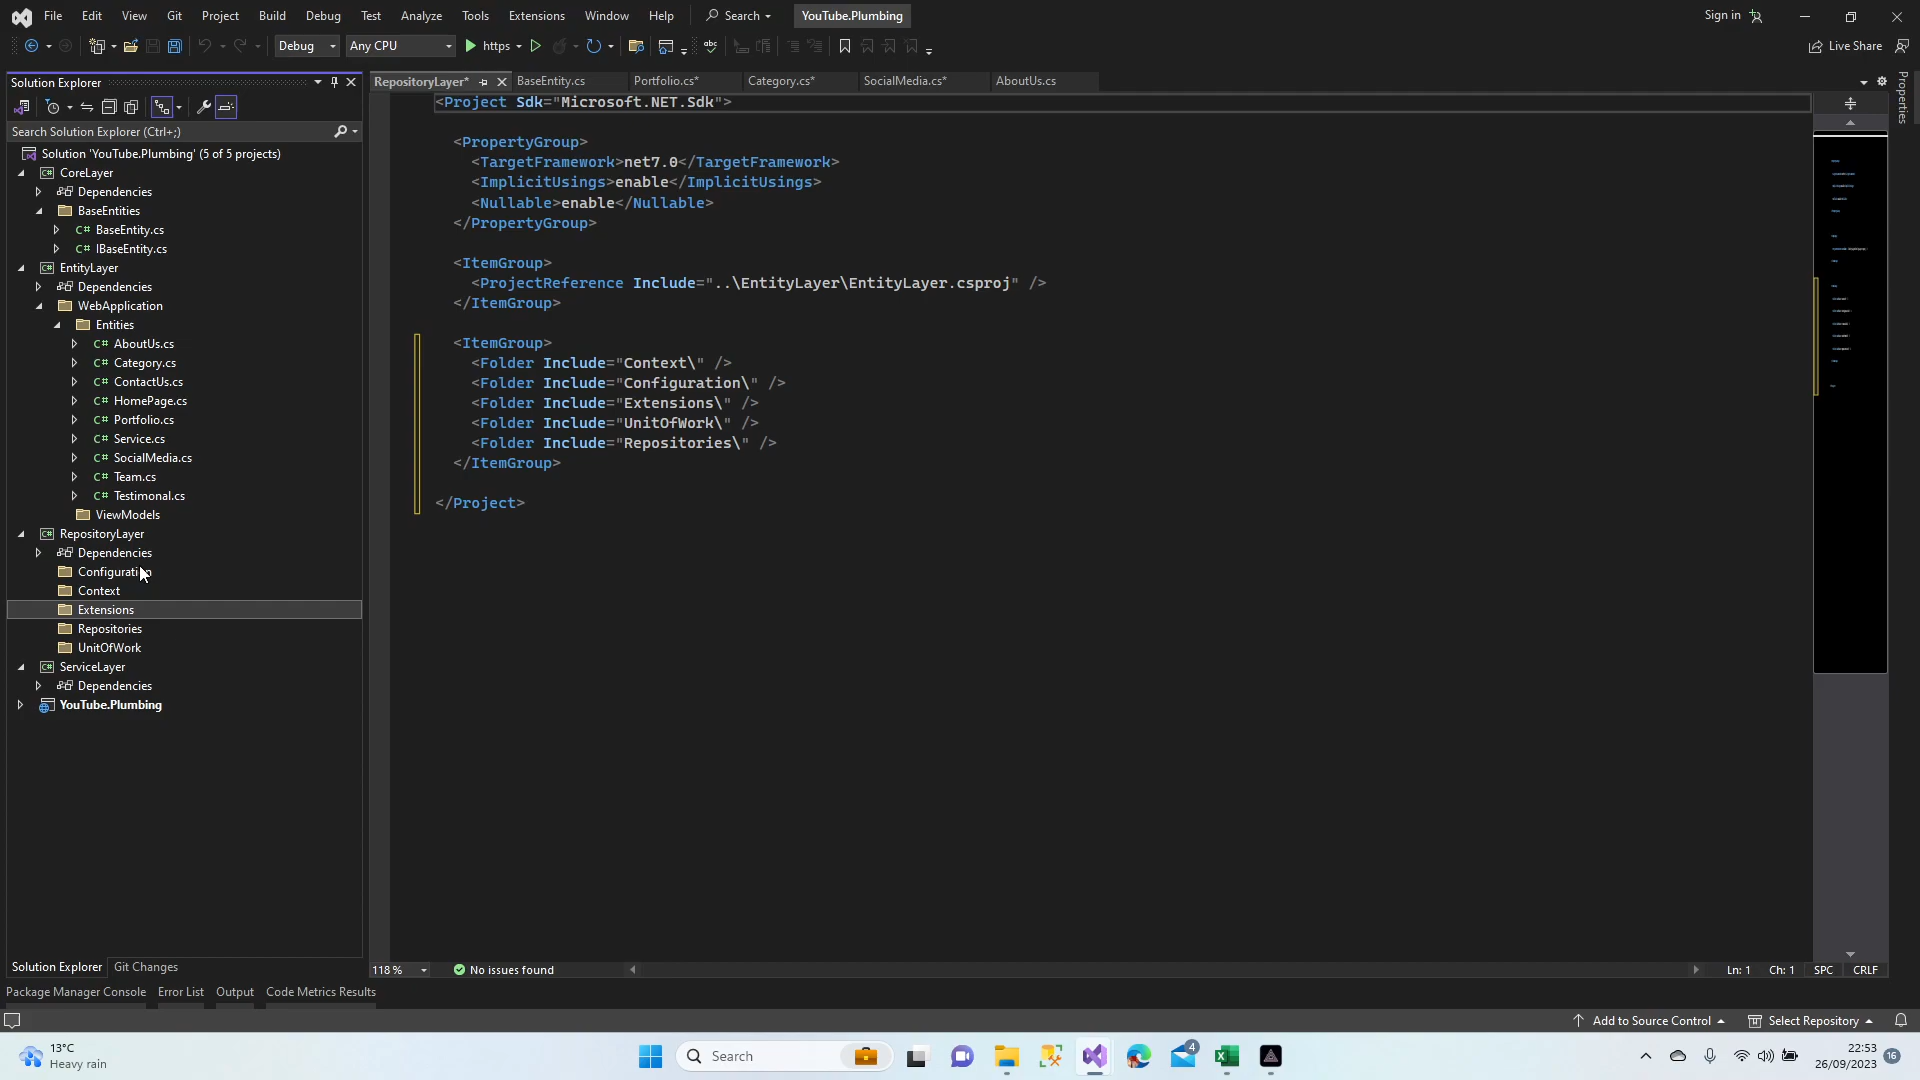 File Edit View Git Project Build Debug Test Analyze Tools Extensions Window Help Search YouTube.Plumbing Sign in
Debug Any CPU https Live Share
Solution Explorer
Search Solution Explorer (Ctrl+;)
Solution 'YouTube.Plumbing' (5 of 5 projects)
CoreLayer
Dependencies
BaseEntities
C# BaseEntity.cs
C# IBaseEntity.cs
EntityLayer
Dependencies
WebApplication
Entities
C# AboutUs.cs
C# Category.cs
C# ContactUs.cs
C# HomePage.cs
C# Portfolio.cs
C# Service.cs
C# SocialMedia.cs
C# Team.cs
C# Testimonal.cs
ViewModels
RepositoryLayer
Dependencies
Configuration
Context
Extensions
Repositories
UnitOfWork
ServiceLayer
Dependencies
YouTube.Plumbing
Solution Explorer Git Changes
RepositoryLayer* BaseEntity.cs Portfolio.cs* Category.cs* SocialMedia.cs* AboutUs.cs
<Project Sdk="Microsoft.NET.Sdk">
<PropertyGroup>
<TargetFramework>net7.0</TargetFramework>
<ImplicitUsings>enable</ImplicitUsings>
<Nullable>enable</Nullable>
</PropertyGroup>
<ItemGroup>
<ProjectReference Include="..\EntityLayer\EntityLayer.csproj" />
</ItemGroup>
<ItemGroup>
<Folder Include="Context\" />
<Folder Include="Configuration\" />
<Folder Include="Extensions\" />
<Folder Include="UnitOfWork\" />
<Folder Include="Repositories\" />
</ItemGroup>
</Project>
Properties
118 % No issues found Ln: 1 Ch: 1 SPC CRLF
Package Manager Console Error List Output Code Metrics Results
Add to Source Control Select Repository
13°C
Heavy rain
Search
4
22:53
26/09/2023
16